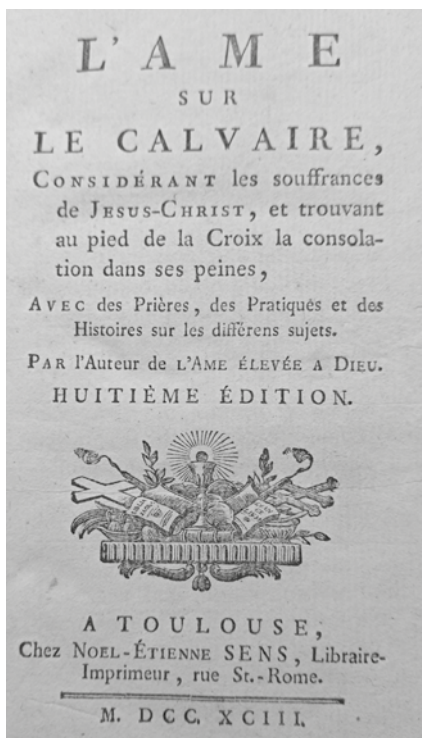 L' A M E
SUR
LE CALVAIRE,
CONSIDÉRANT les souffrances
de JESUS-CHRIST, et trouvant
au pied de la Croix la consola-
tion dans ses peines,
AVEC des Prières, des Pratiques et des
Histoires sur les différens sujets.
PAR l'Auteur de L'AME ÉLEVÉE A DIEU.
HUITIÈME ÉDITION.
A TOULOUSE,
Chez NOEL-ÉTIENNE SENS, Libraire-
Imprimeur, rue St.-Rome.
M. DCC. XCIII.